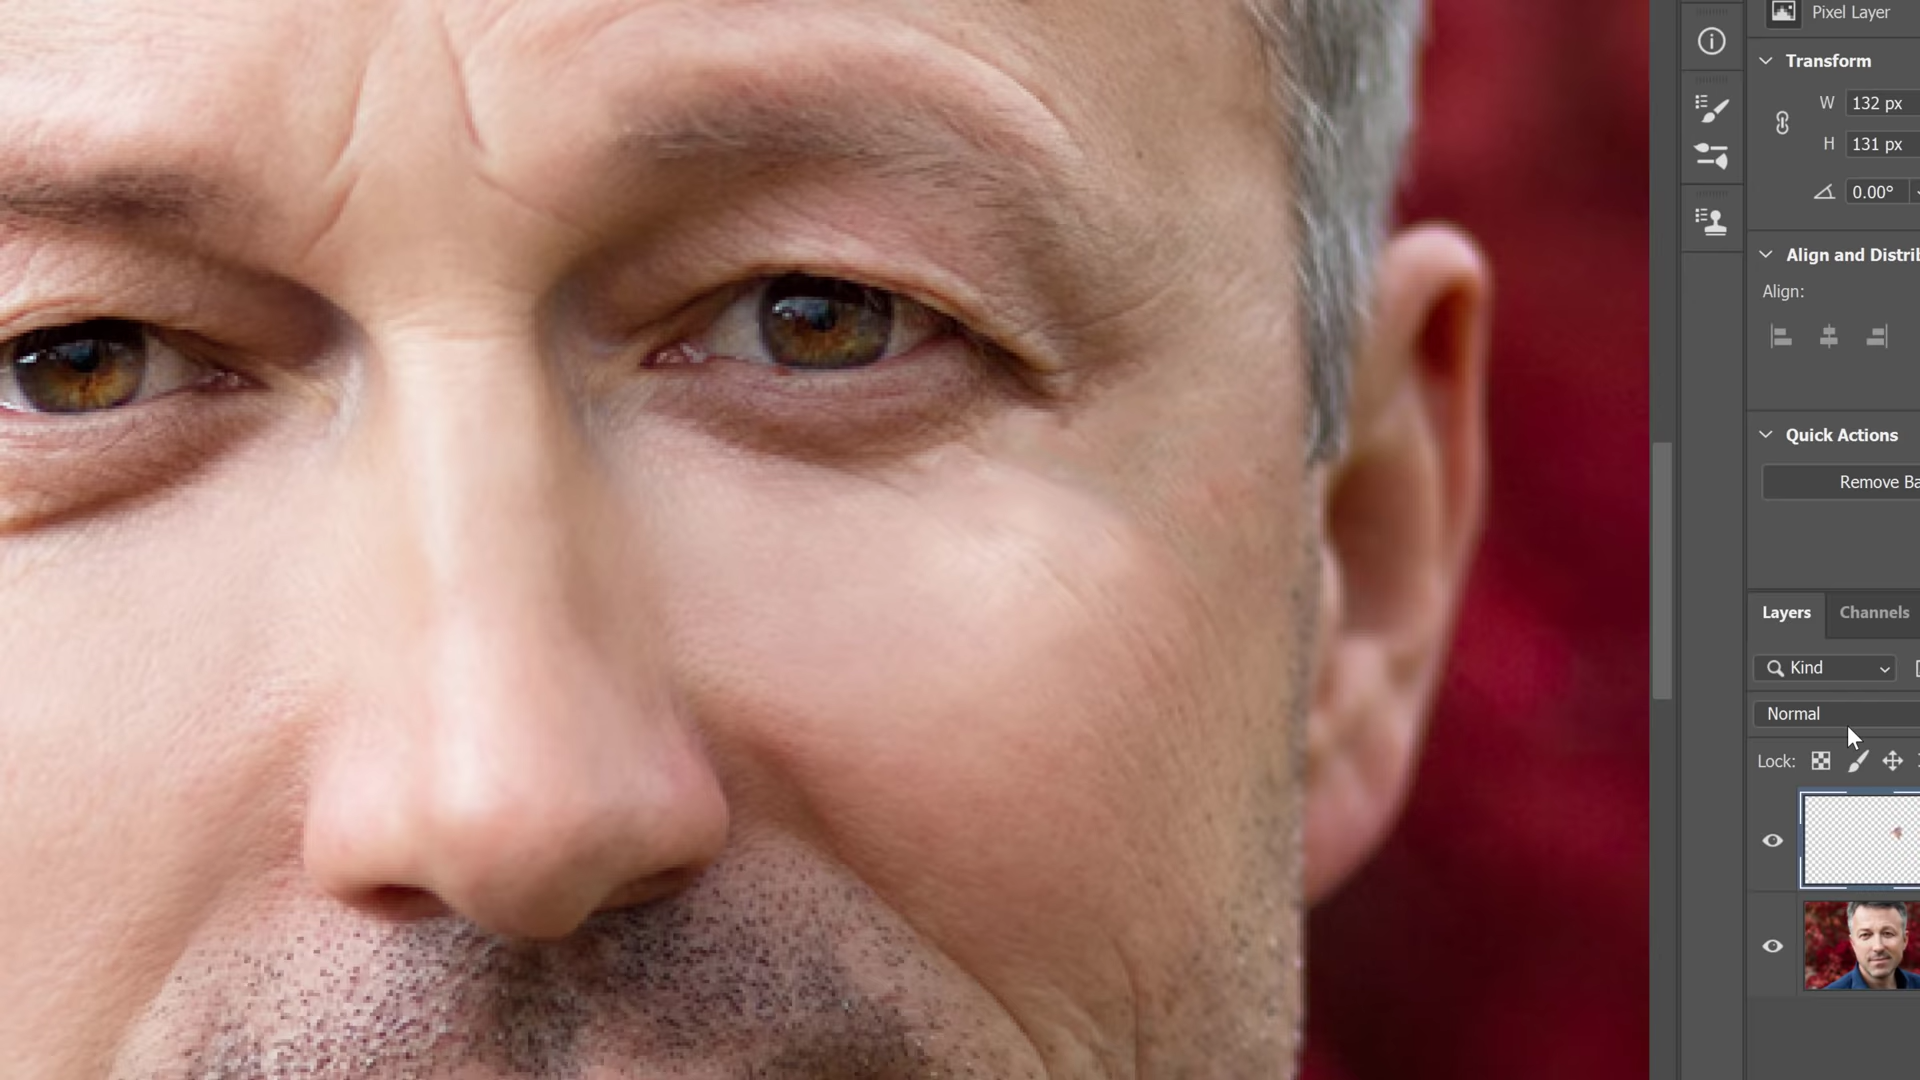 Pixel Layer
Transform
W 132 px
H 131 px
0.00°
Align and Distrib
Align:
Quick Actions
Remove Ba
Layers Channels
Kind
Normal
Lock: